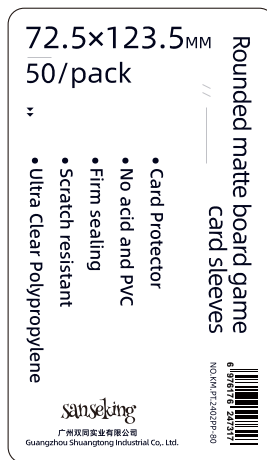 72.5×123.5MM
50/pack
Rounded matte board game
card sleeves
• Card Protector
• No acid and PVC
• Firm sealing
• Scratch resistant
• Ultra Clear Polypropylene
NO.KM.PT.2402PP-80
6 976176 247317
sanseking
广州双同实业有限公司
Guangzhou Shuangtong Industrial Co,. Ltd.